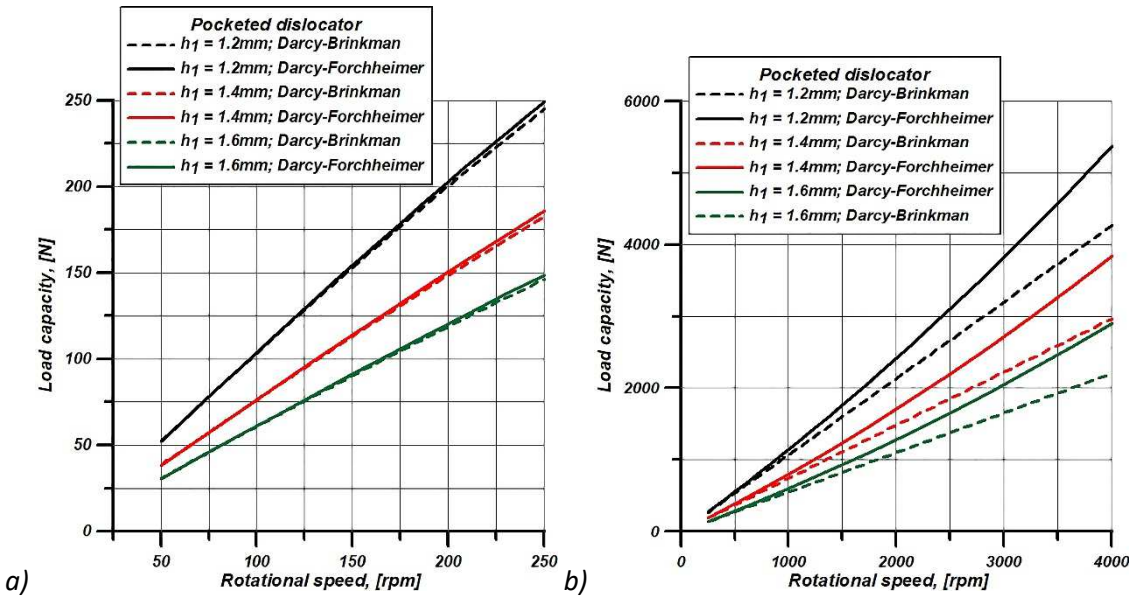 Pocketed dislocator
h1 = 1.2mm; Darcy-Brinkman
h1 = 1.2mm; Darcy-Forchheimer
h1 = 1.4mm; Darcy-Brinkman
h1 = 1.4mm; Darcy-Forchheimer
h1 = 1.6mm; Darcy-Brinkman
h1 = 1.6mm; Darcy-Forchheimer
250
200
150
100
50
0
Load capacity, [N]
50 100 150 200 250
Rotational speed, [rpm]
a)
Pocketed dislocator
h1 = 1.2mm; Darcy-Brinkman
h1 = 1.2mm; Darcy-Forchheimer
h1 = 1.4mm; Darcy-Brinkman
h1 = 1.4mm; Darcy-Forchheimer
h1 = 1.6mm; Darcy-Forchheimer
h1 = 1.6mm; Darcy-Brinkman
6000
4000
2000
0
Load capacity, [N]
0 1000 2000 3000 4000
Rotational speed, [rpm]
b)